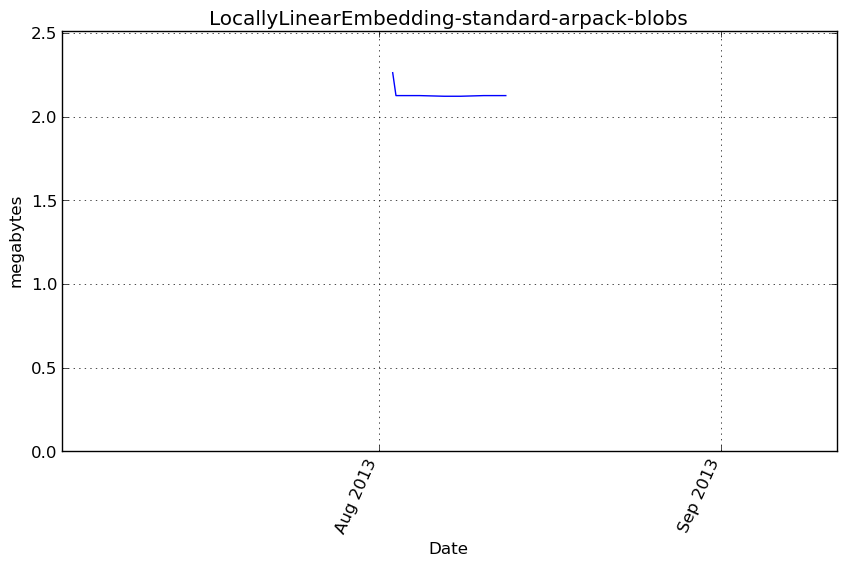 LocallyLinearEmbedding-standard-arpack-blobs
2.5
2.0
1.5
1.0
0.5
0.0
megabytes
Aug 2013
Sep 2013
Date